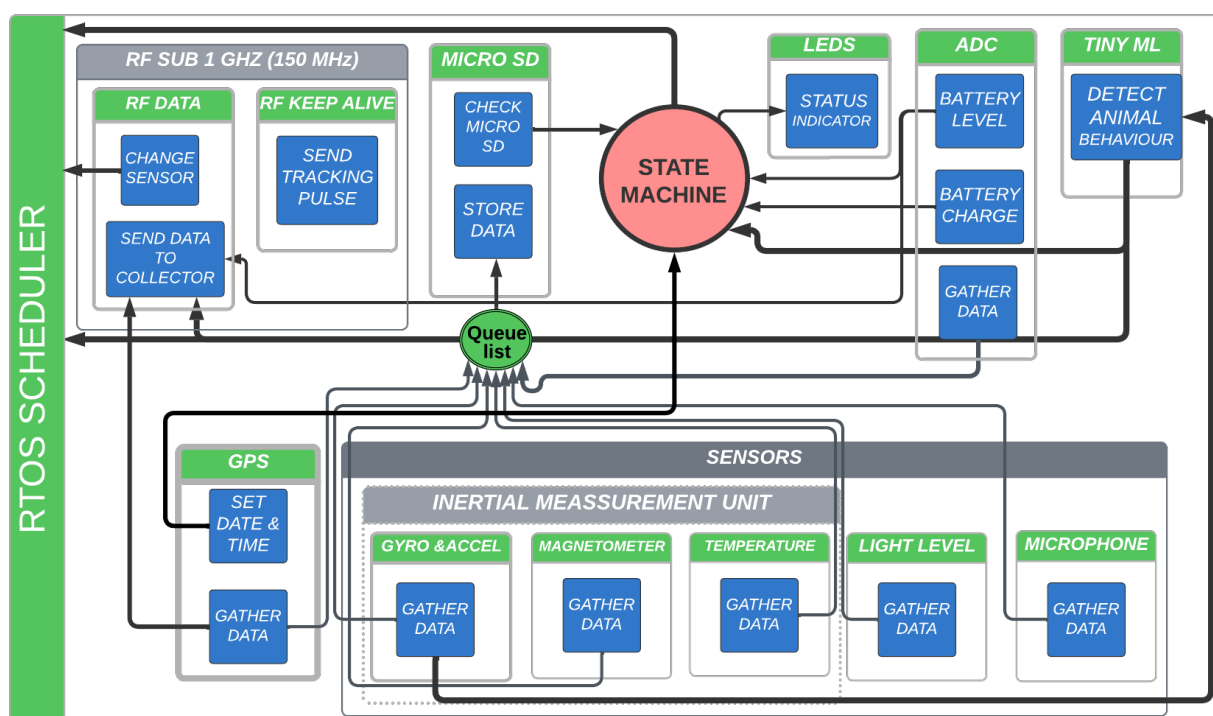 RTOS SCHEDULER
RF SUB 1 GHZ (150 MHz)
RF DATA
CHANGE
SENSOR
SEND DATA
TO
COLLECTOR
RF KEEP ALIVE
SEND
TRACKING
PULSE
MICRO SD
CHECK
MICRO
SD
STORE
DATA
STATE
MACHINE
LEDS
STATUS
INDICATOR
ADC
BATTERY
LEVEL
BATTERY
CHARGE
GATHER
DATA
TINY ML
DETECT
ANIMAL
BEHAVIOUR
Queue
list
GPS
SET
DATE &
TIME
GATHER
DATA
SENSORS
INERTIAL MEASSUREMENT UNIT
GYRO &ACCEL
GATHER
DATA
MAGNETOMETER
GATHER
DATA
TEMPERATURE
GATHER
DATA
LIGHT LEVEL
GATHER
DATA
MICROPHONE
GATHER
DATA